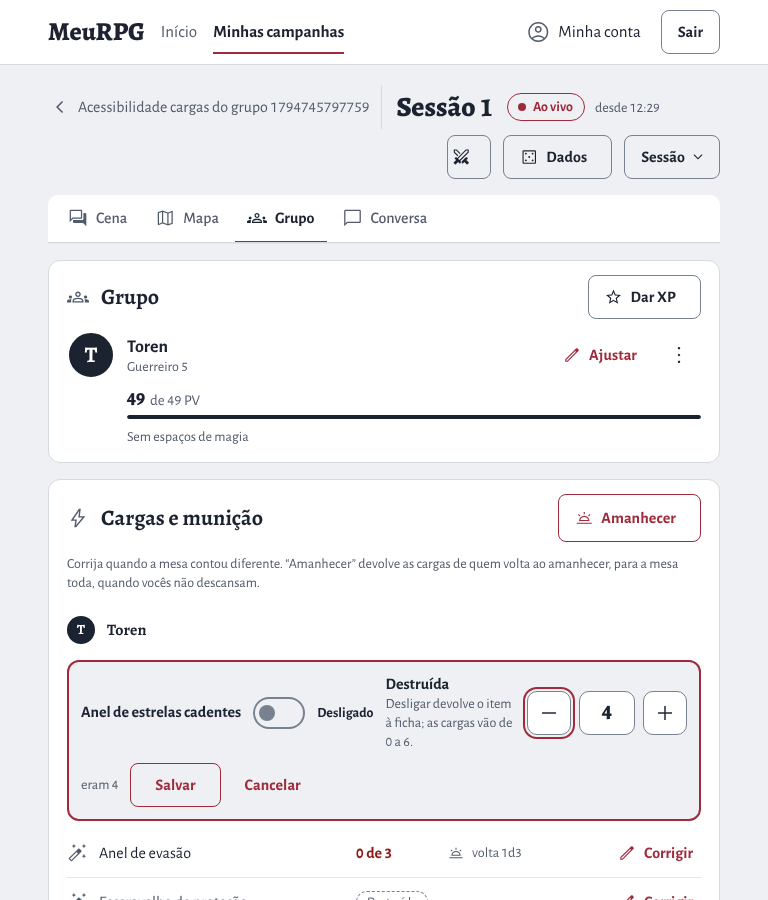 MeuRPG Início Minhas campanhas Minha conta Sair
Acessibilidade cargas do grupo 1794745797759 Sessão 1 Ao vivo desde 12:29
Dados Sessão
Cena Mapa Grupo Conversa
Grupo Dar XP
T Toren
Guerreiro 5
Ajustar
49 de 49 PV
Sem espaços de magia
Cargas e munição Amanhecer
Corrija quando a mesa contou diferente. “Amanhecer” devolve as cargas de quem volta ao amanhecer, para a mesa
toda, quando vocês não descansam.
T Toren
Anel de estrelas cadentes Desligado
Destruída
Desligar devolve o item
à ficha; as cargas vão de
0 a 6.
4
eram 4 Salvar Cancelar
Anel de evasão 0 de 3 volta 1d3 Corrigir